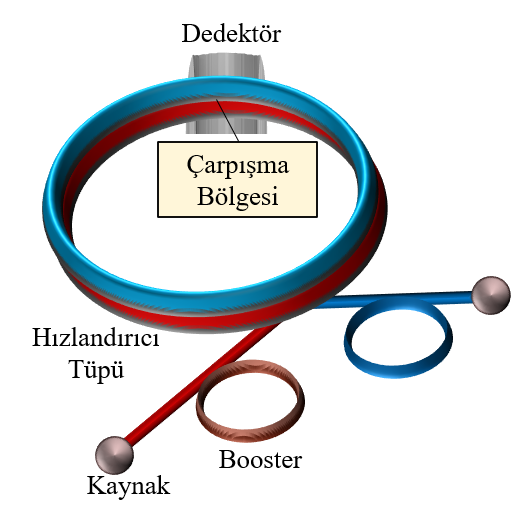 Dedektör
Çarpışma
Bölgesi
Hızlandırıcı
Tüpü
Booster
Kaynak